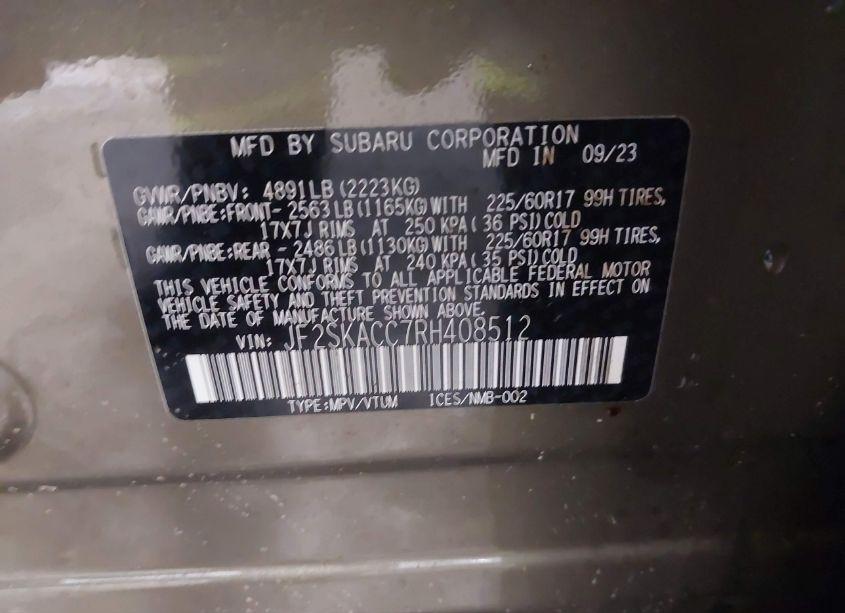 MFD BY SUBARU CORPORATION
MFD IN 09/23
GVWR/PNBV: 4891LB (2223KG)
GAWR/PNBE:FRONT- 2563LB (1165KG) WITH 225/60R17 99H TIRES,
17X7J RIMS AT 250 KPA ( 36 PSI) COLD
GAWR/PNBE:REAR - 2486LB (1130KG) WITH 225/60R17 99H TIRES,
17X7J RIMS AT 240 KPA ( 35 PSI) COLD
THIS VEHICLE CONFORMS TO ALL APPLICABLE FEDERAL MOTOR
VEHICLE SAFETY AND THEFT PREVENTION STANDARDS IN EFFECT ON
THE DATE OF MANUFACTURE SHOWN ABOVE.
VIN: JF2SKACC7RH408512
TYPE:MPV/VTUM ICES/NMB-002